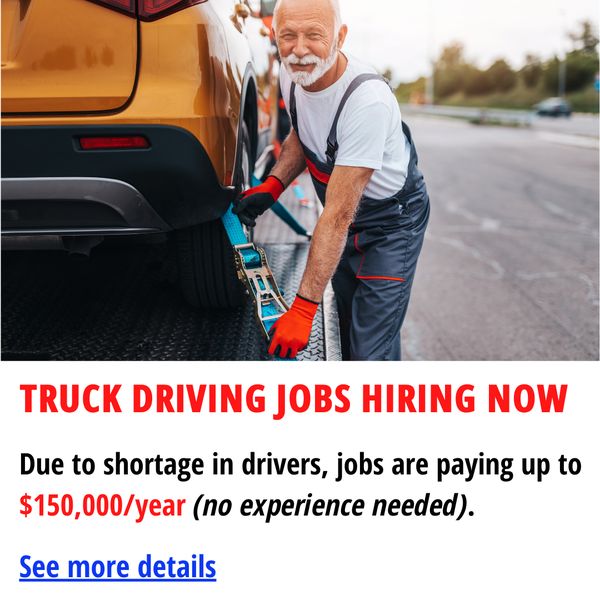 TRUCK DRIVING JOBS HIRING NOW
Due to shortage in drivers, jobs are paying up to
$150,000/year (no experience needed).
See more details